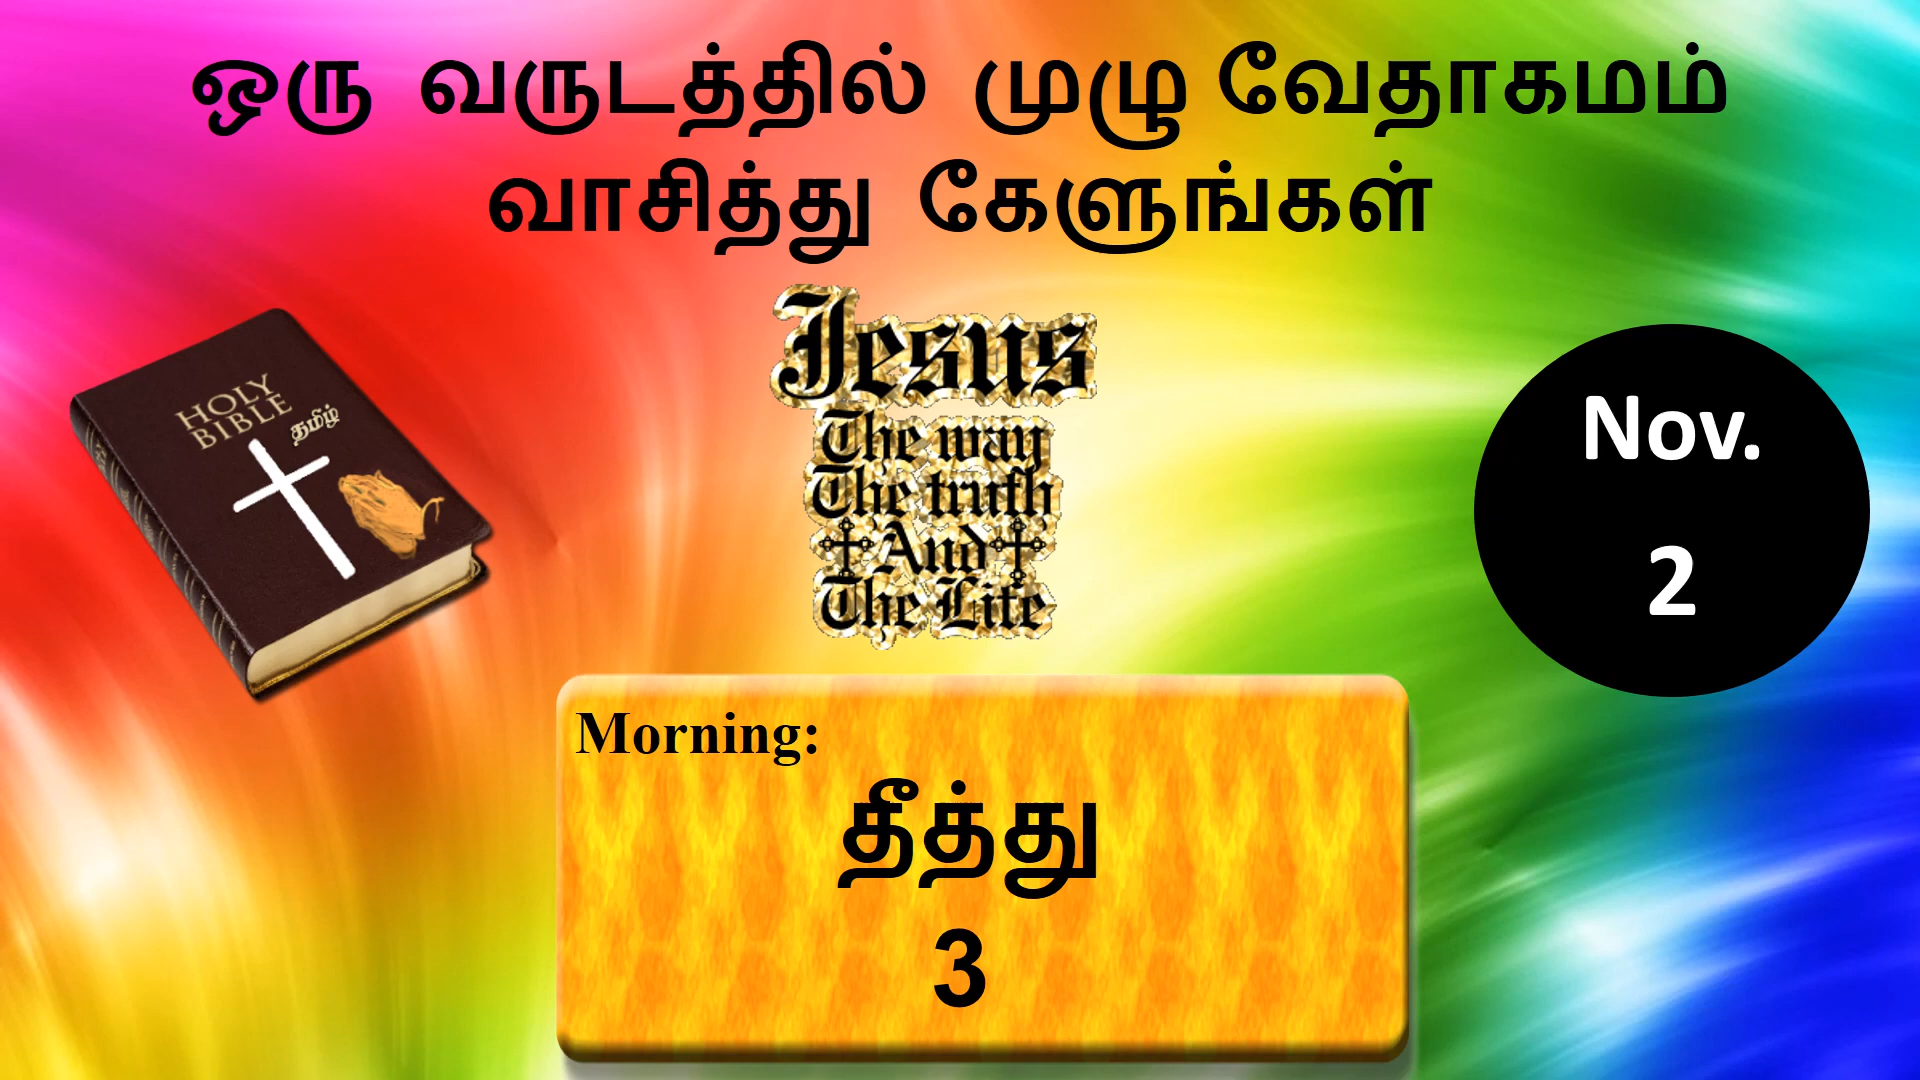 ஒரு வருடத்தில் முழு வேதாகமம்
வாசித்து கேளுங்கள்
HOLY
BIBLE
தமிழ்
Jesus
The way
The truth
And
The Life
Nov.
2
Morning:
தீத்து
3